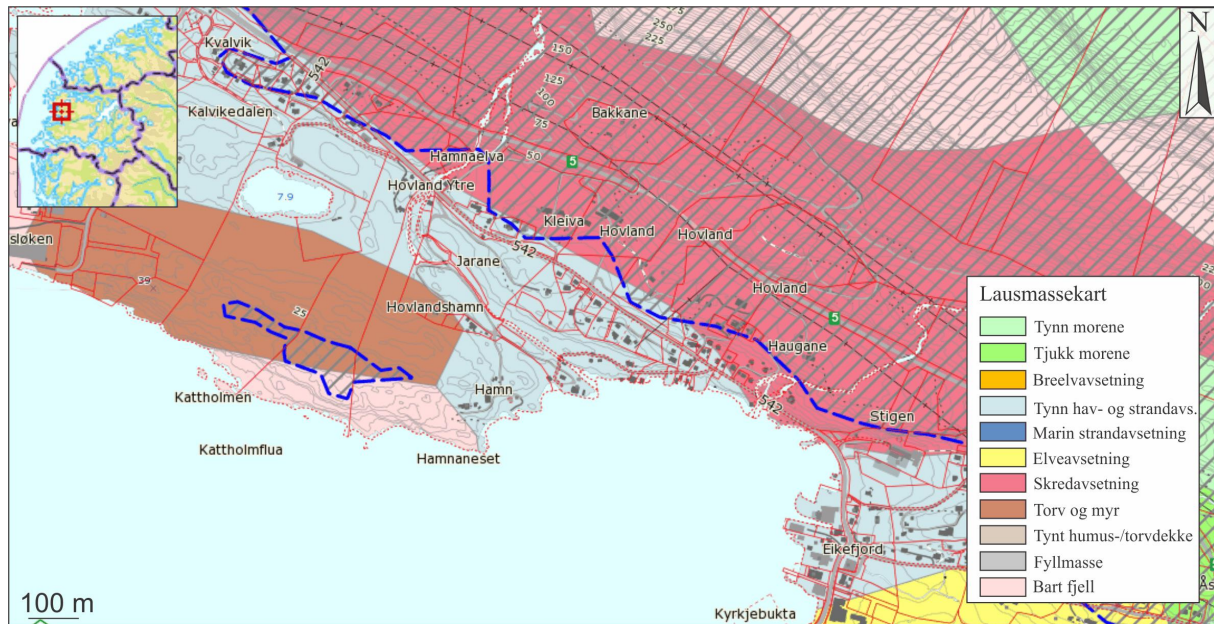 N
Kvalvik
542
Kalvikedalen
250
225
150
125
100
75
50
Bakkane
5
Hamnaelva
Hovland Ytre
7.9
Kleiva
Hovland
Hovland
542
Jarane
Hovland
sløken
39
25
Hovlandshamn
5
Haugane
Kattholmen
Hamn
542
Stigen
Kattholmflua
Hamnaneset
Eikefjord
Kyrkjebukta
100 m
Lausmassekart
Tynn morene
Tjukk morene
Breelvavsetning
Tynn hav- og strandavs.
Marin strandavsetning
Elveavsetning
Skredavsetning
Torv og myr
Tynt humus-/torvdekke
Fyllmasse
Bart fjell
Ås